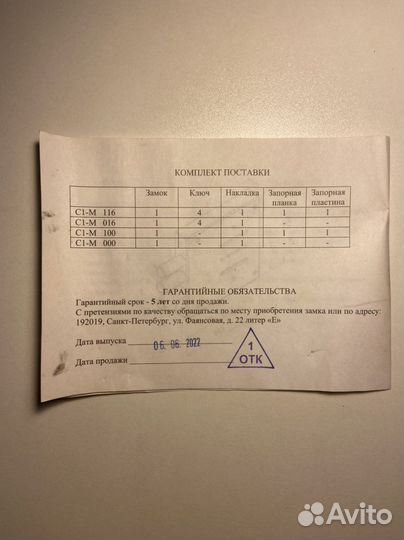 КОМПЛЕКТ ПОСТАВКИ
Замок Ключ Накладка Запорная планка Запорная пластина
С1-М 116 1 4 1 1 1
С1-М 016 1 4 1 - -
С1-М 100 1 - 1 1 1
С1-М 000 1 - 1 - -
ГАРАНТИЙНЫЕ ОБЯЗАТЕЛЬСТВА
Гарантийный срок - 5 лет со дня продажи.
С претензиями по качеству обращаться по месту приобретения замка или по адресу:
192019, Санкт-Петербург, ул. Фаянсовая, д. 22 литер «Е»
Дата выпуска 06. 06. 2022
Дата продажи
1
ОТК
Avito